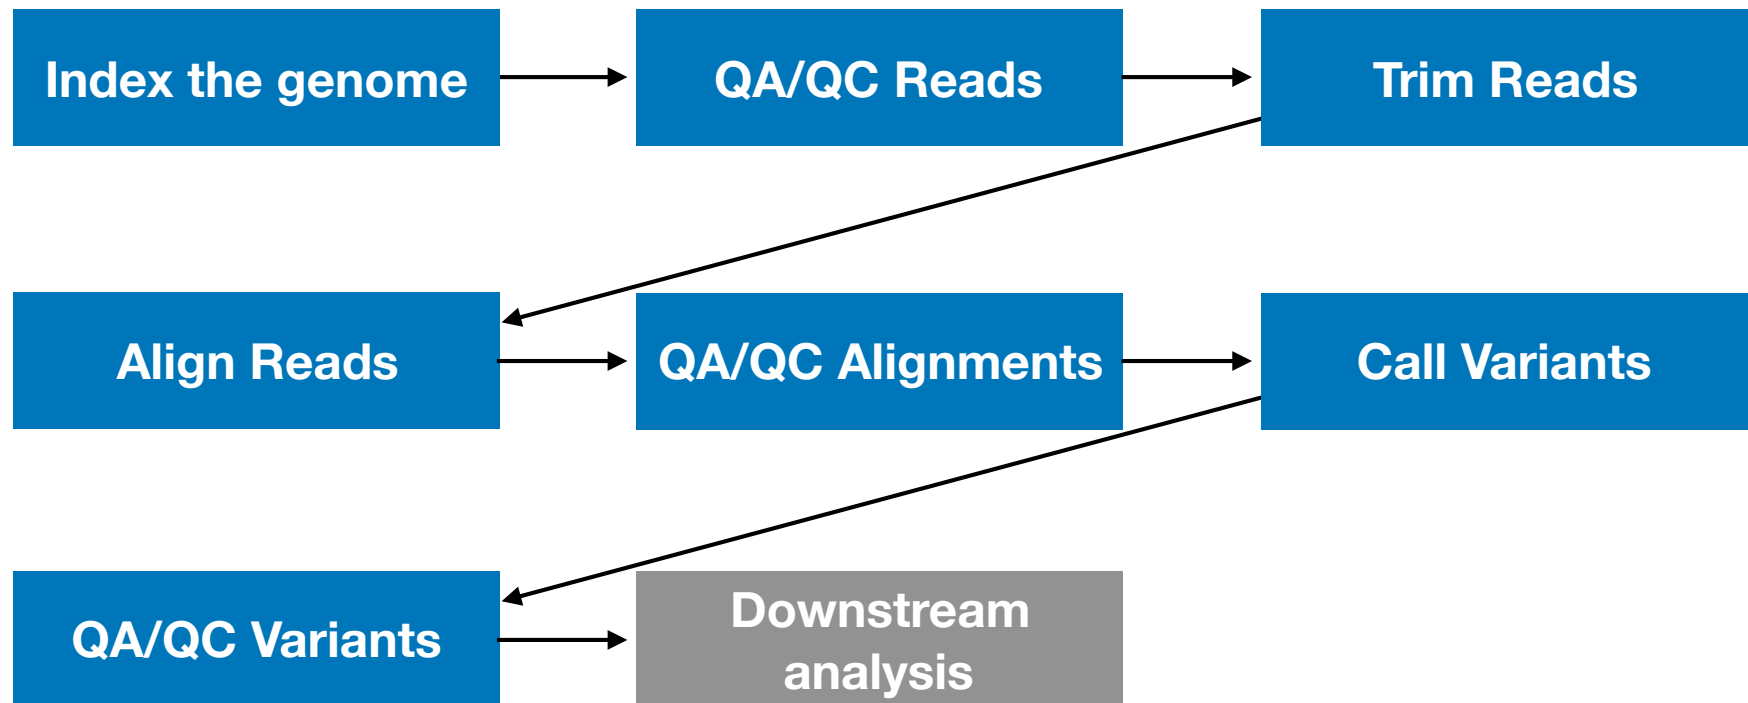 Index the genome
QA/QC Reads
Trim Reads
Align Reads
QA/QC Alignments
Call Variants
QA/QC Variants
Downstream
analysis